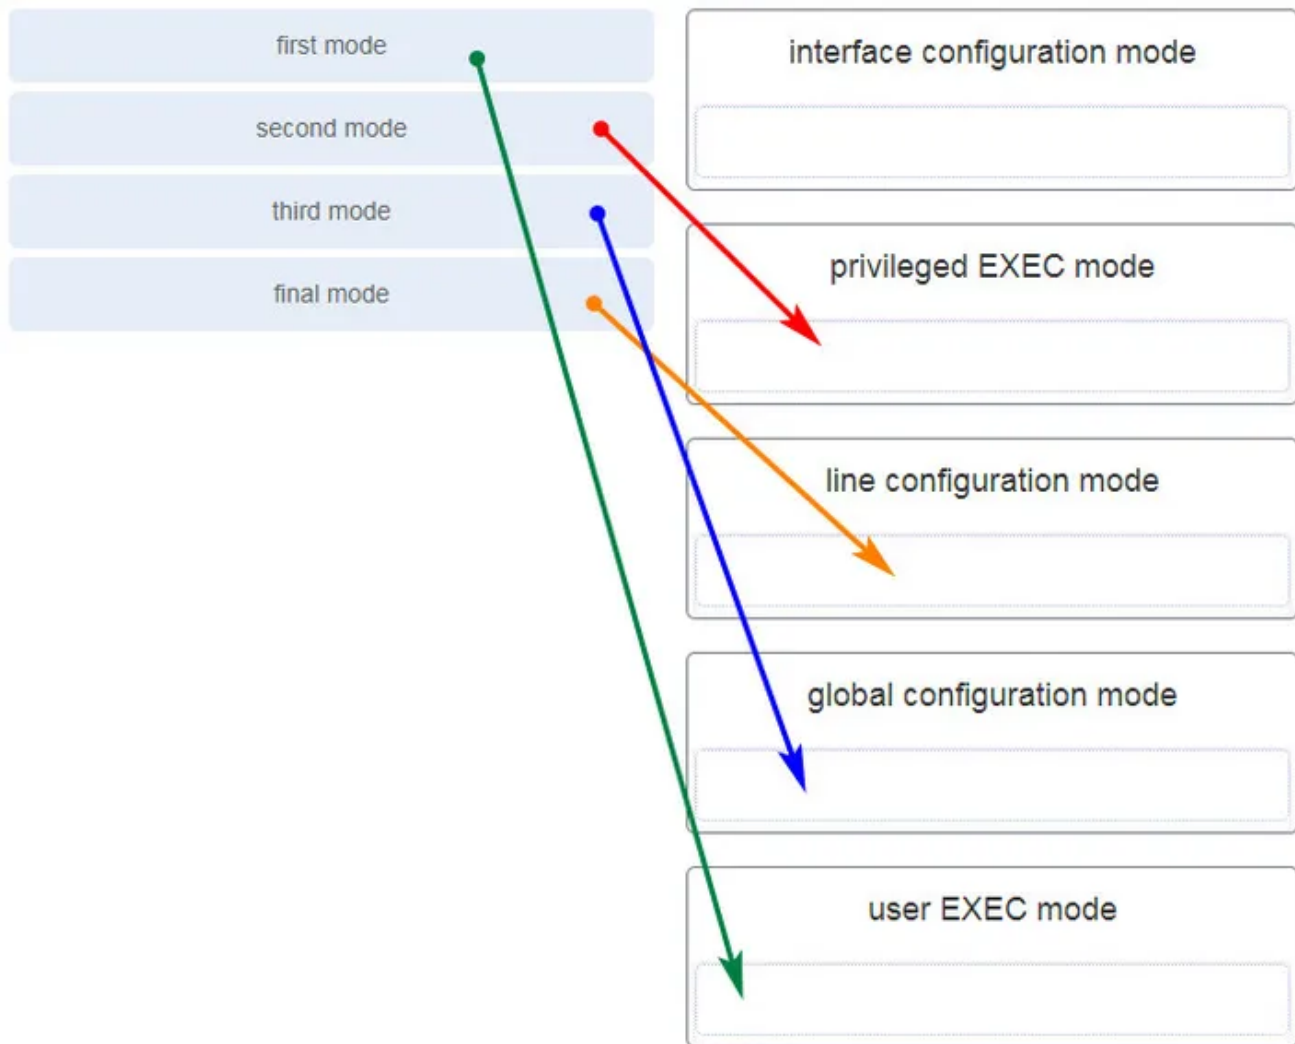 first mode
second mode
third mode
final mode
interface configuration mode
privileged EXEC mode
line configuration mode
global configuration mode
user EXEC mode